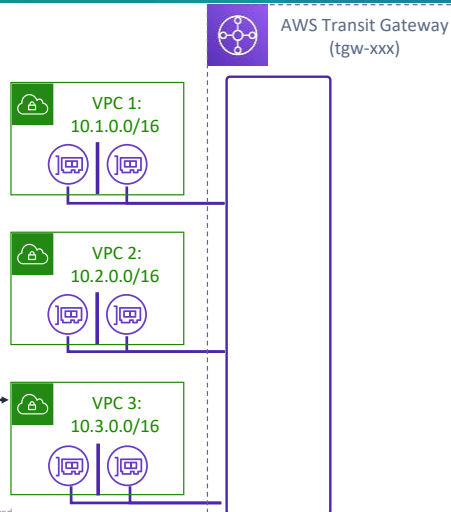 AWS Transit Gateway
(tgw-xxx)
VPC 1:
10.1.0.0/16
VPC 2:
10.2.0.0/16
VPC 3:
10.3.0.0/16